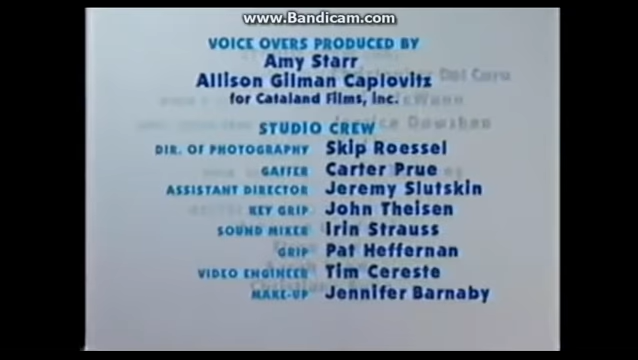 www.Bandicam.com
VOICE OVERS PRODUCED BY
Amy Starr
Allison Gilman Caplovitz
for Cataland Films, Inc.
STUDIO CREW
DIR. OF PHOTOGRAPHY Skip Roessel
GAFFER Carter Prue
ASSISTANT DIRECTOR Jeremy Slutskin
KEY GRIP John Theisen
SOUND MIXER Irin Strauss
GRIP Pat Heffernan
VIDEO ENGINEER Tim Cereste
MAKE-UP Jennifer Barnaby